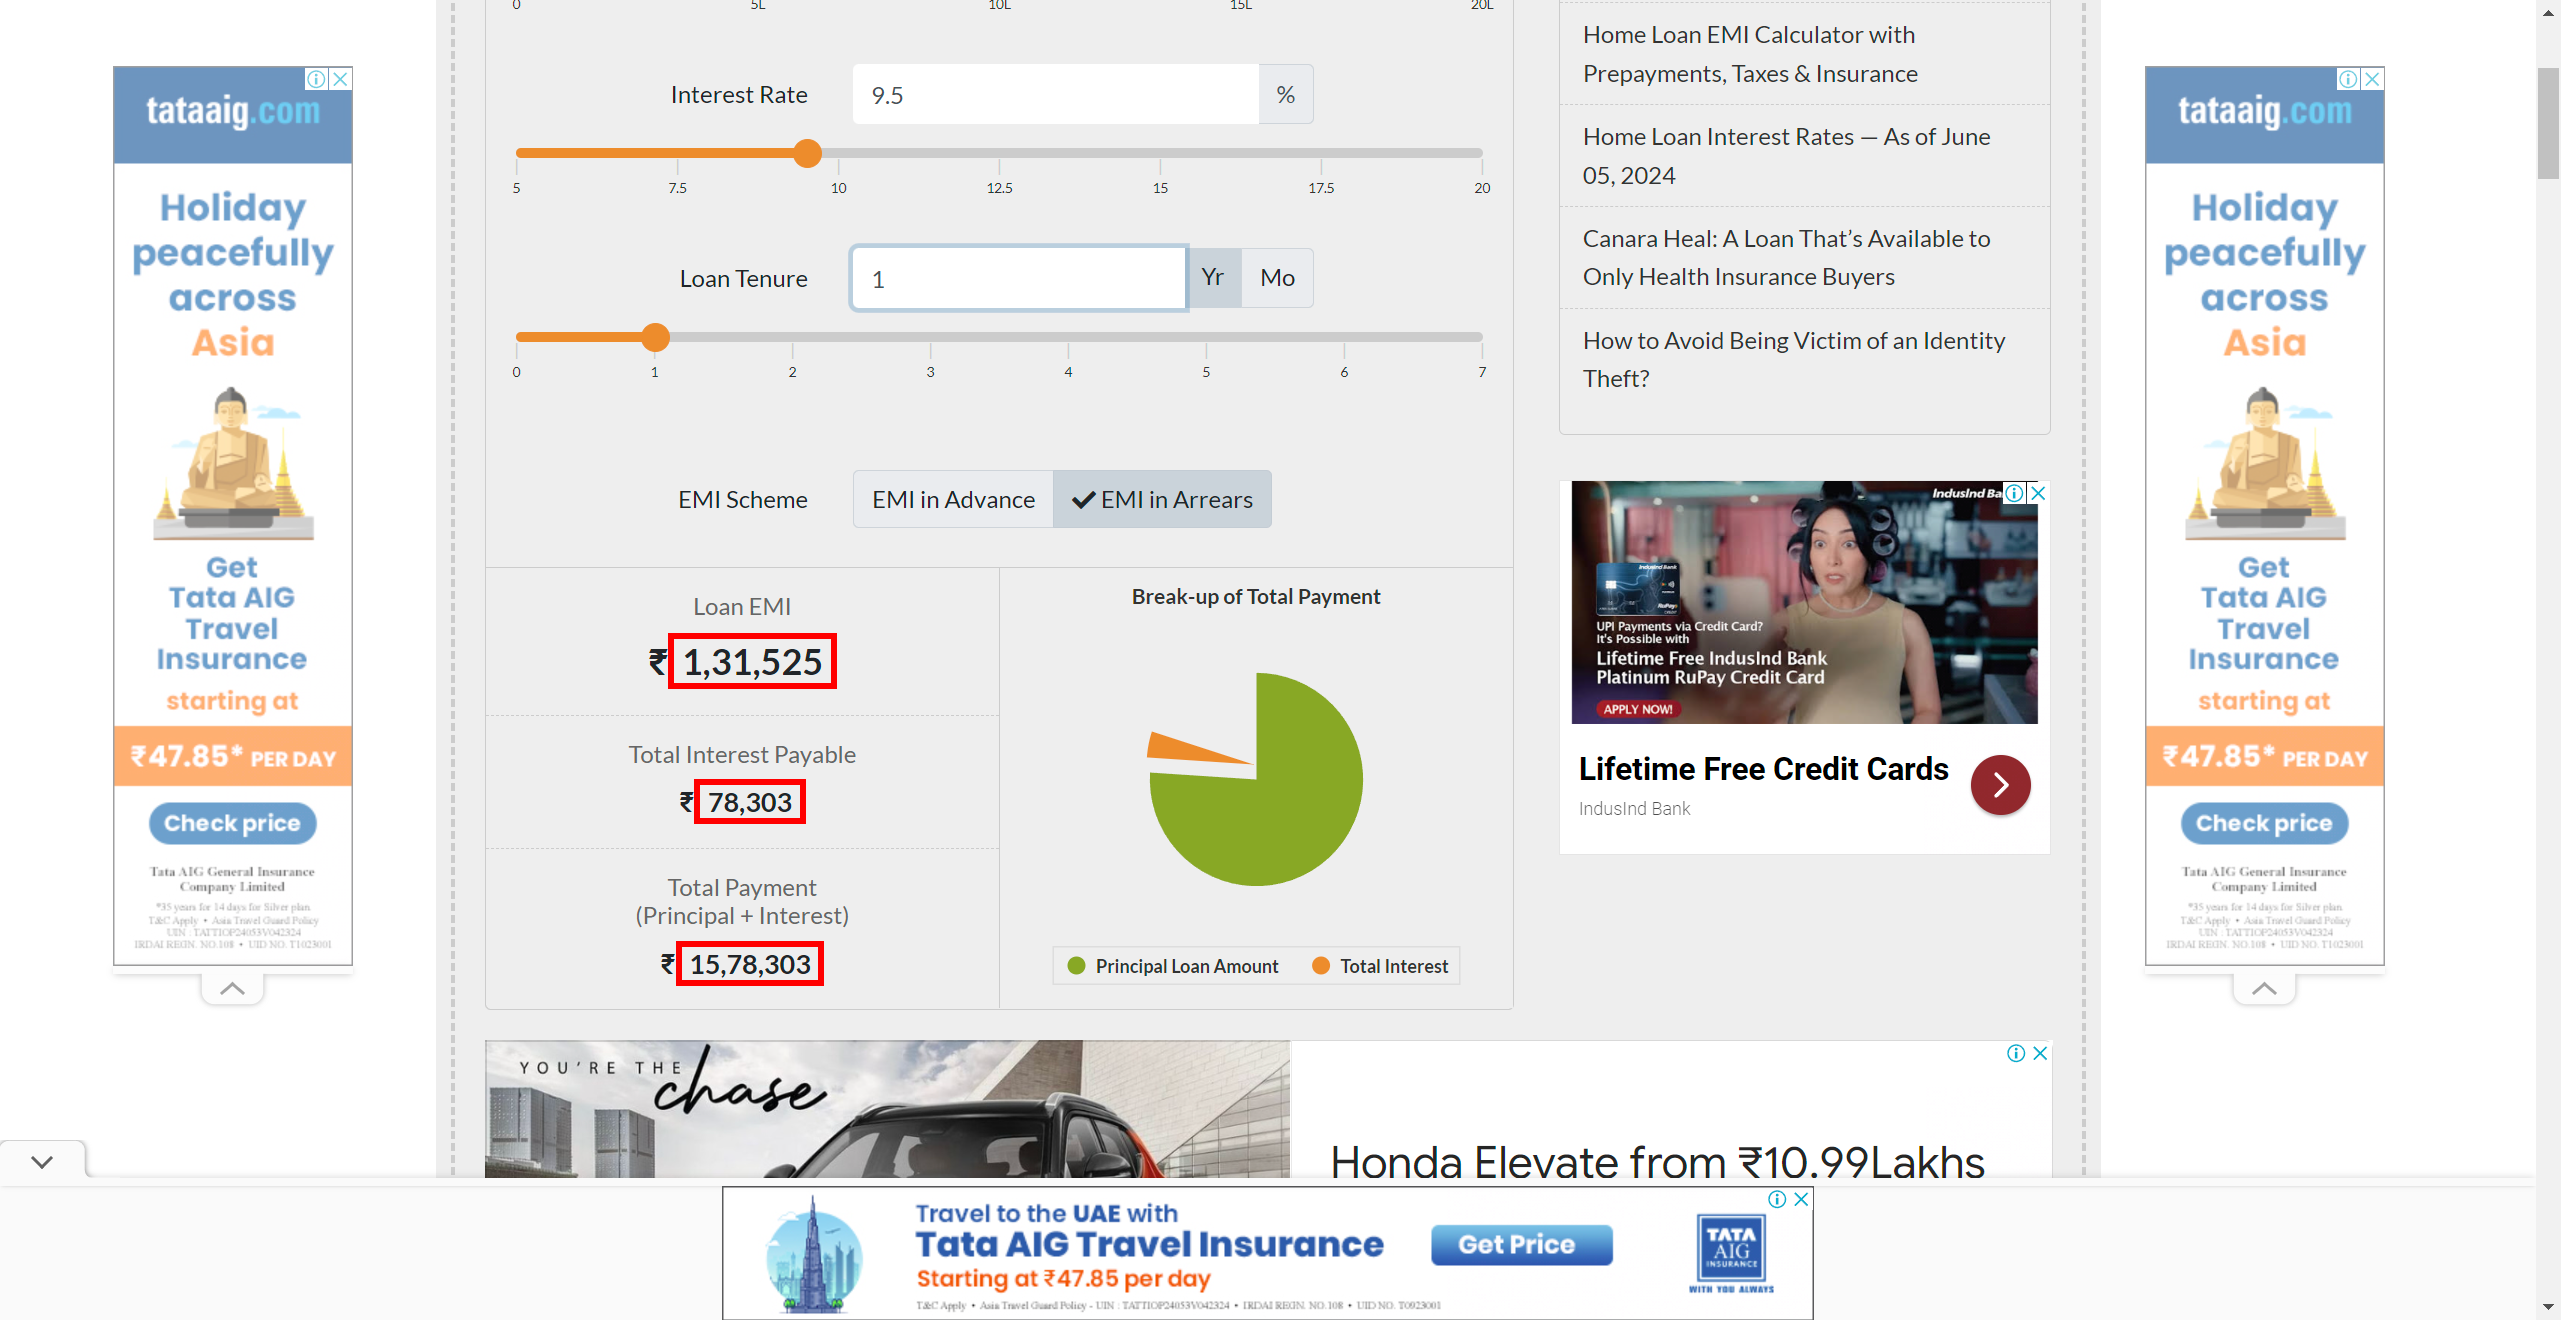 0 5L 10L 15L 20L
Interest Rate 9.5 %
5 7.5 10 12.5 15 17.5 20
Loan Tenure 1 Yr Mo
0 1 2 3 4 5 6 7
EMI Scheme EMI in Advance EMI in Arrears
Loan EMI
₹ 1,31,525
Total Interest Payable
₹ 78,303
Total Payment
(Principal + Interest)
₹ 15,78,303
Break-up of Total Payment
Principal Loan Amount Total Interest
Home Loan EMI Calculator with
Prepayments, Taxes & Insurance
Home Loan Interest Rates — As of June
05, 2024
Canara Heal: A Loan That’s Available to
Only Health Insurance Buyers
How to Avoid Being Victim of an Identity
Theft?
IndusInd Ba
IndusInd Bank
RuPay
UPI Payments via Credit Card?
It's Possible with
Lifetime Free IndusInd Bank
Platinum RuPay Credit Card
APPLY NOW!
Lifetime Free Credit Cards
IndusInd Bank
tataaig.com
Holiday
peacefully
across
Asia
Get
Tata AIG
Travel
Insurance
starting at
₹47.85* PER DAY
Check price
Tata AIG General Insurance
Company Limited
*35 years for 14 days for Silver plan
T&C Apply • Asia Travel Guard Policy
UIN : TATTIOP24053V042324
IRDAI REGN. NO.108 • UID NO. T1023001
tataaig.com
Holiday
peacefully
across
Asia
Get
Tata AIG
Travel
Insurance
starting at
₹47.85* PER DAY
Check price
Tata AIG General Insurance
Company Limited
*35 years for 14 days for Silver plan
T&C Apply • Asia Travel Guard Policy
UIN : TATTIOP24053V042324
IRDAI REGN. NO.108 • UID NO. T1023001
YOU'RE THE
chase
Honda Elevate from ₹10.99Lakhs
Travel to the UAE with
Tata AIG Travel Insurance
Starting at ₹47.85 per day
T&C Apply • Asia Travel Guard Policy - UIN : TATTIOP24053V042324 • IRDAI REGN. NO.108 • UID NO. T0923001
Get Price
TATA
AIG
INSURANCE
WITH YOU ALWAYS